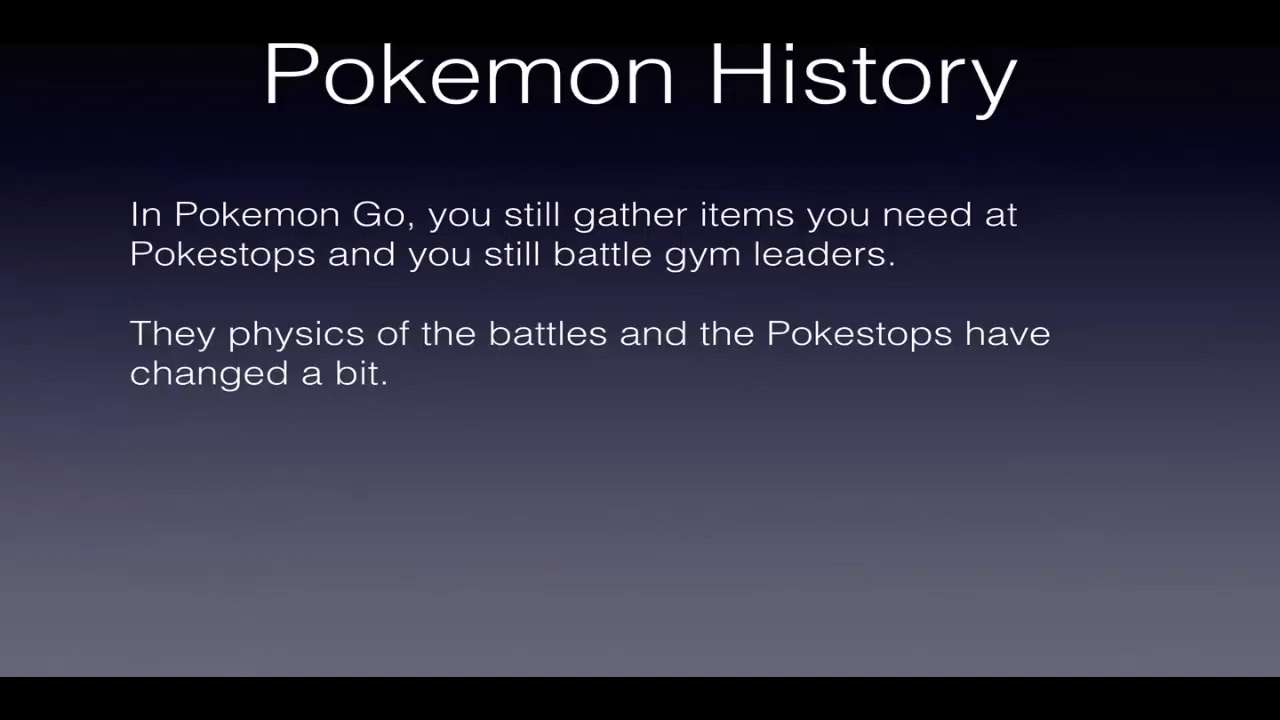 Pokemon History
In Pokemon Go, you still gather items you need at
Pokestops and you still battle gym leaders.
They physics of the battles and the Pokestops have
changed a bit.